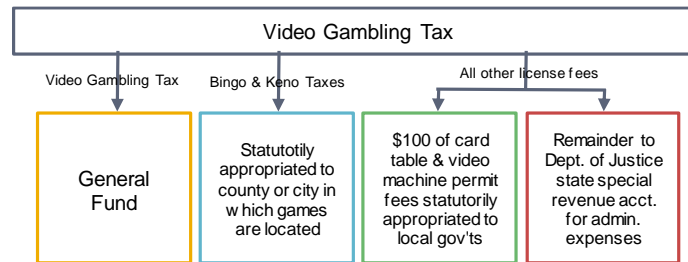 Video Gambling Tax
Video Gambling Tax
Bingo & Keno Taxes
All other license fees
General
Fund
Statutotily
appropriated to
county or city in
which games
are located
$100 of card
table & video
machine permit
fees statutorily
appropriated to
local gov'ts
Remainder to
Dept. of Justice
state special
revenue acct.
for admin.
expenses